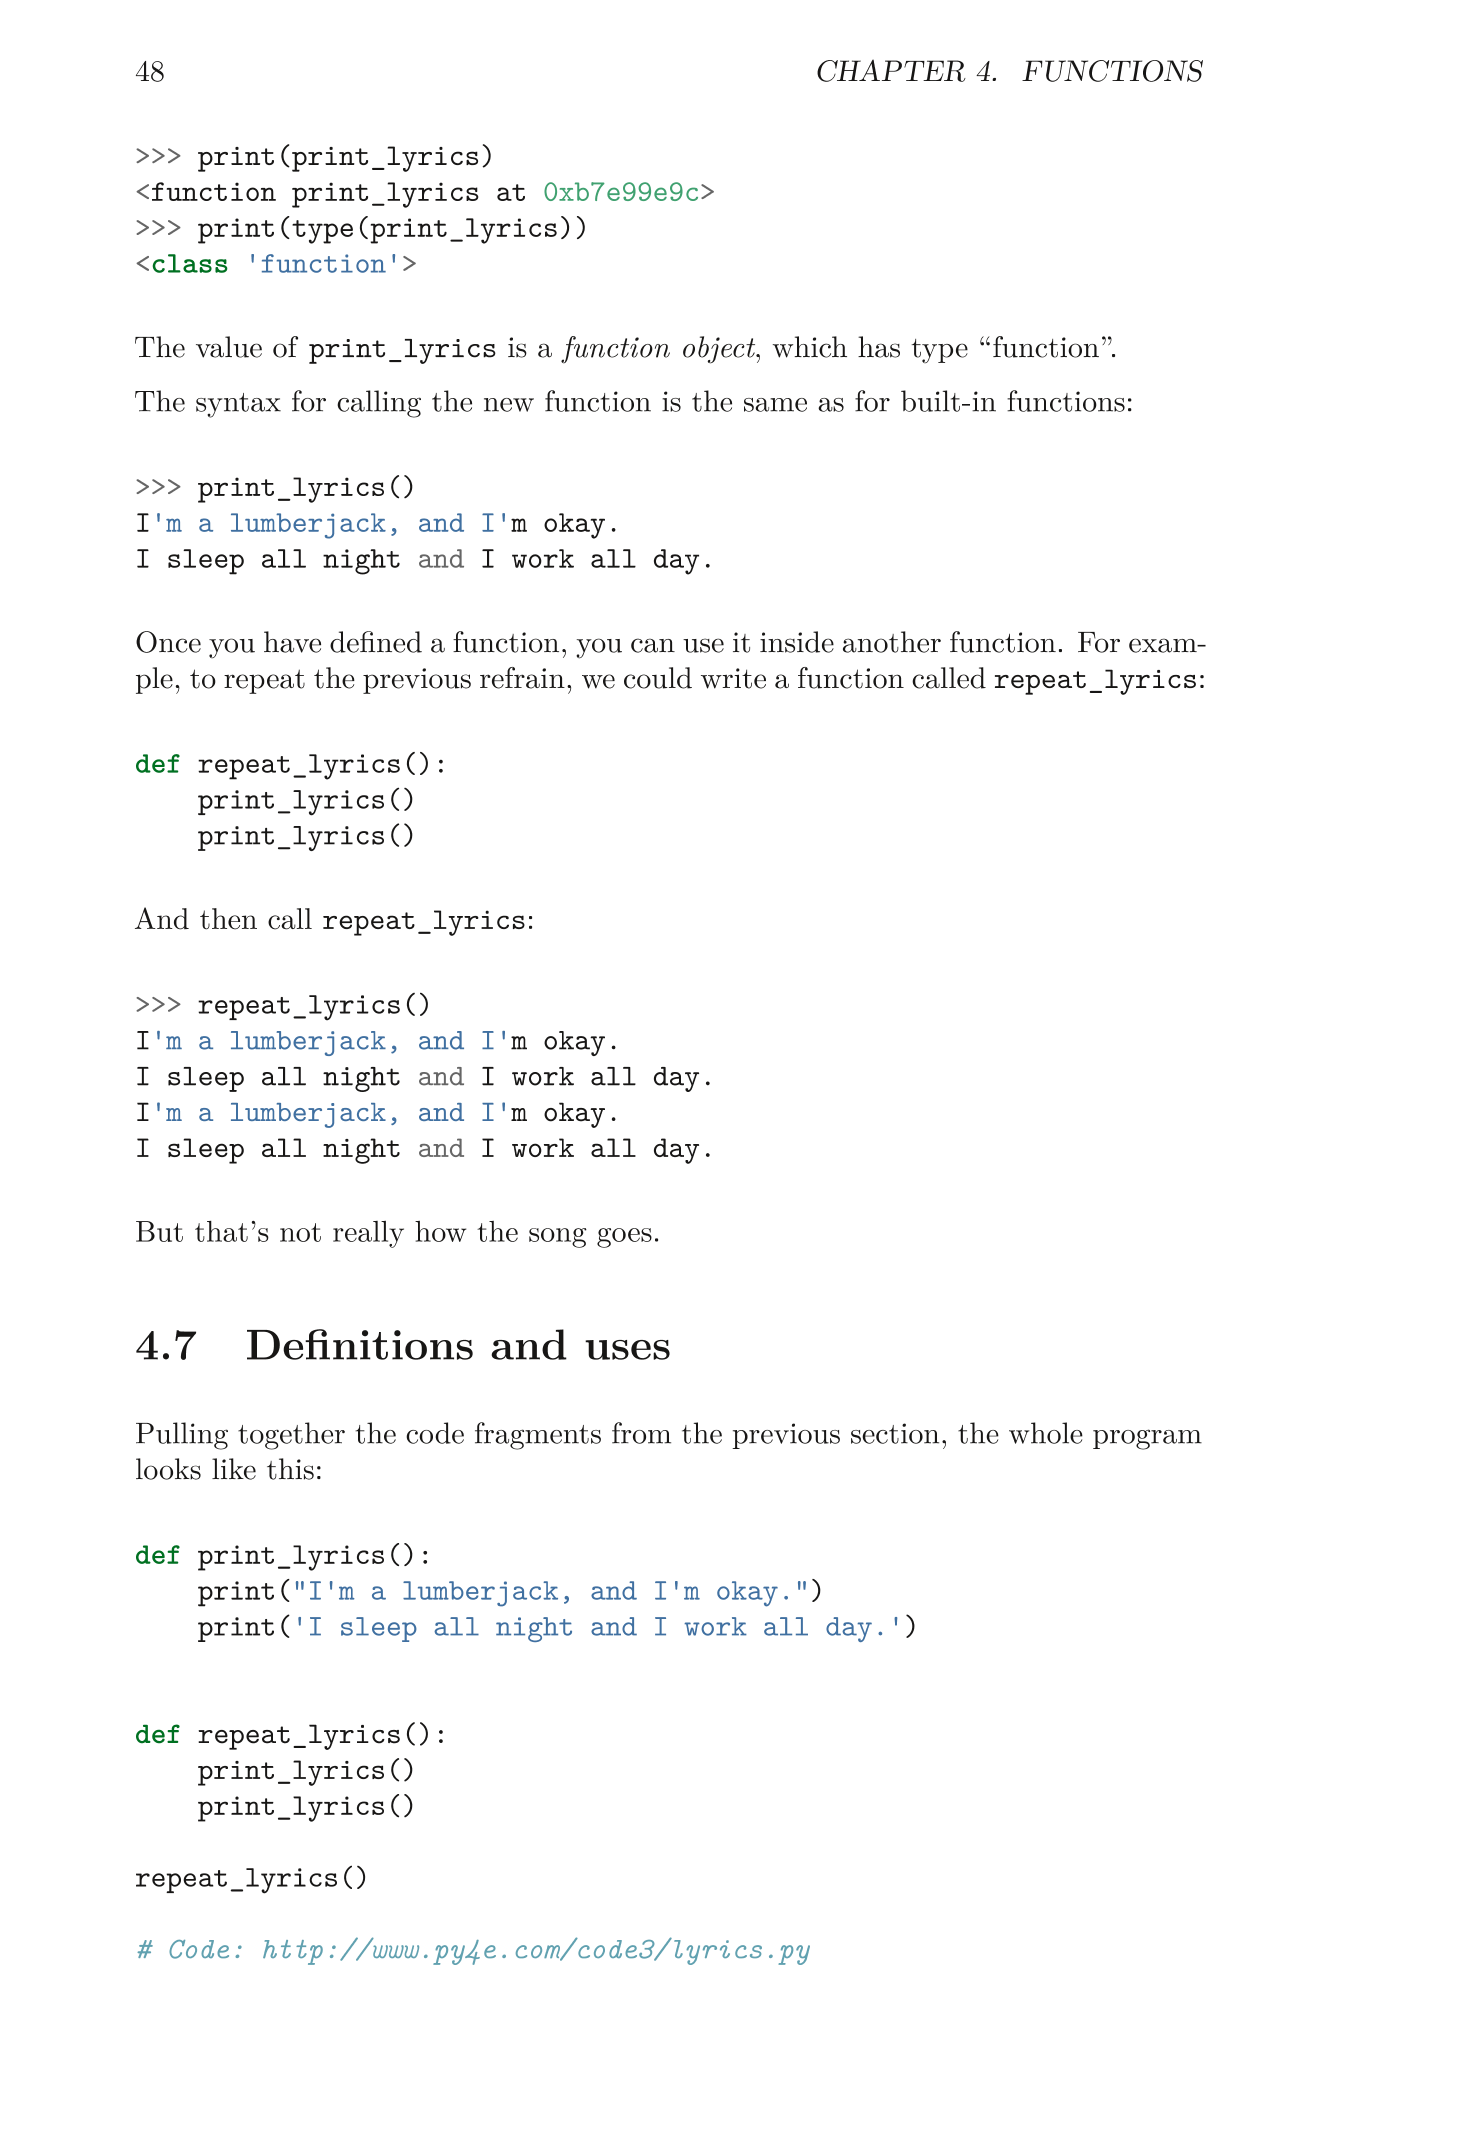 48 CHAPTER 4. FUNCTIONS
>>> print(print_lyrics)
<function print_lyrics at 0xb7e99e9c>
>>> print(type(print_lyrics))
<class 'function'>
The value of print_lyrics is a function object, which has type “function”.
The syntax for calling the new function is the same as for built-in functions:
>>> print_lyrics()
I'm a lumberjack, and I'm okay.
I sleep all night and I work all day.
Once you have defined a function, you can use it inside another function. For exam-
ple, to repeat the previous refrain, we could write a function called repeat_lyrics:
def repeat_lyrics():
    print_lyrics()
    print_lyrics()
And then call repeat_lyrics:
>>> repeat_lyrics()
I'm a lumberjack, and I'm okay.
I sleep all night and I work all day.
I'm a lumberjack, and I'm okay.
I sleep all night and I work all day.
But that’s not really how the song goes.
4.7 Definitions and uses
Pulling together the code fragments from the previous section, the whole program
looks like this:
def print_lyrics():
    print("I'm a lumberjack, and I'm okay.")
    print('I sleep all night and I work all day.')
def repeat_lyrics():
    print_lyrics()
    print_lyrics()
repeat_lyrics()
# Code: http://www.py4e.com/code3/lyrics.py